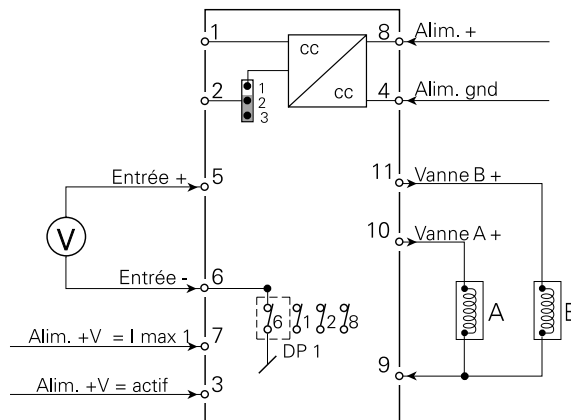 1
8 Alim. +
cc
cc
2
1
2
3
4 Alim. gnd
Entrée + 5
11 Vanne B +
V
10 Vanne A +
Entrée - 6
6 1 2 8
DP 1
A
B
Alim. +V = I max 1 7
9
Alim. +V = actif 3